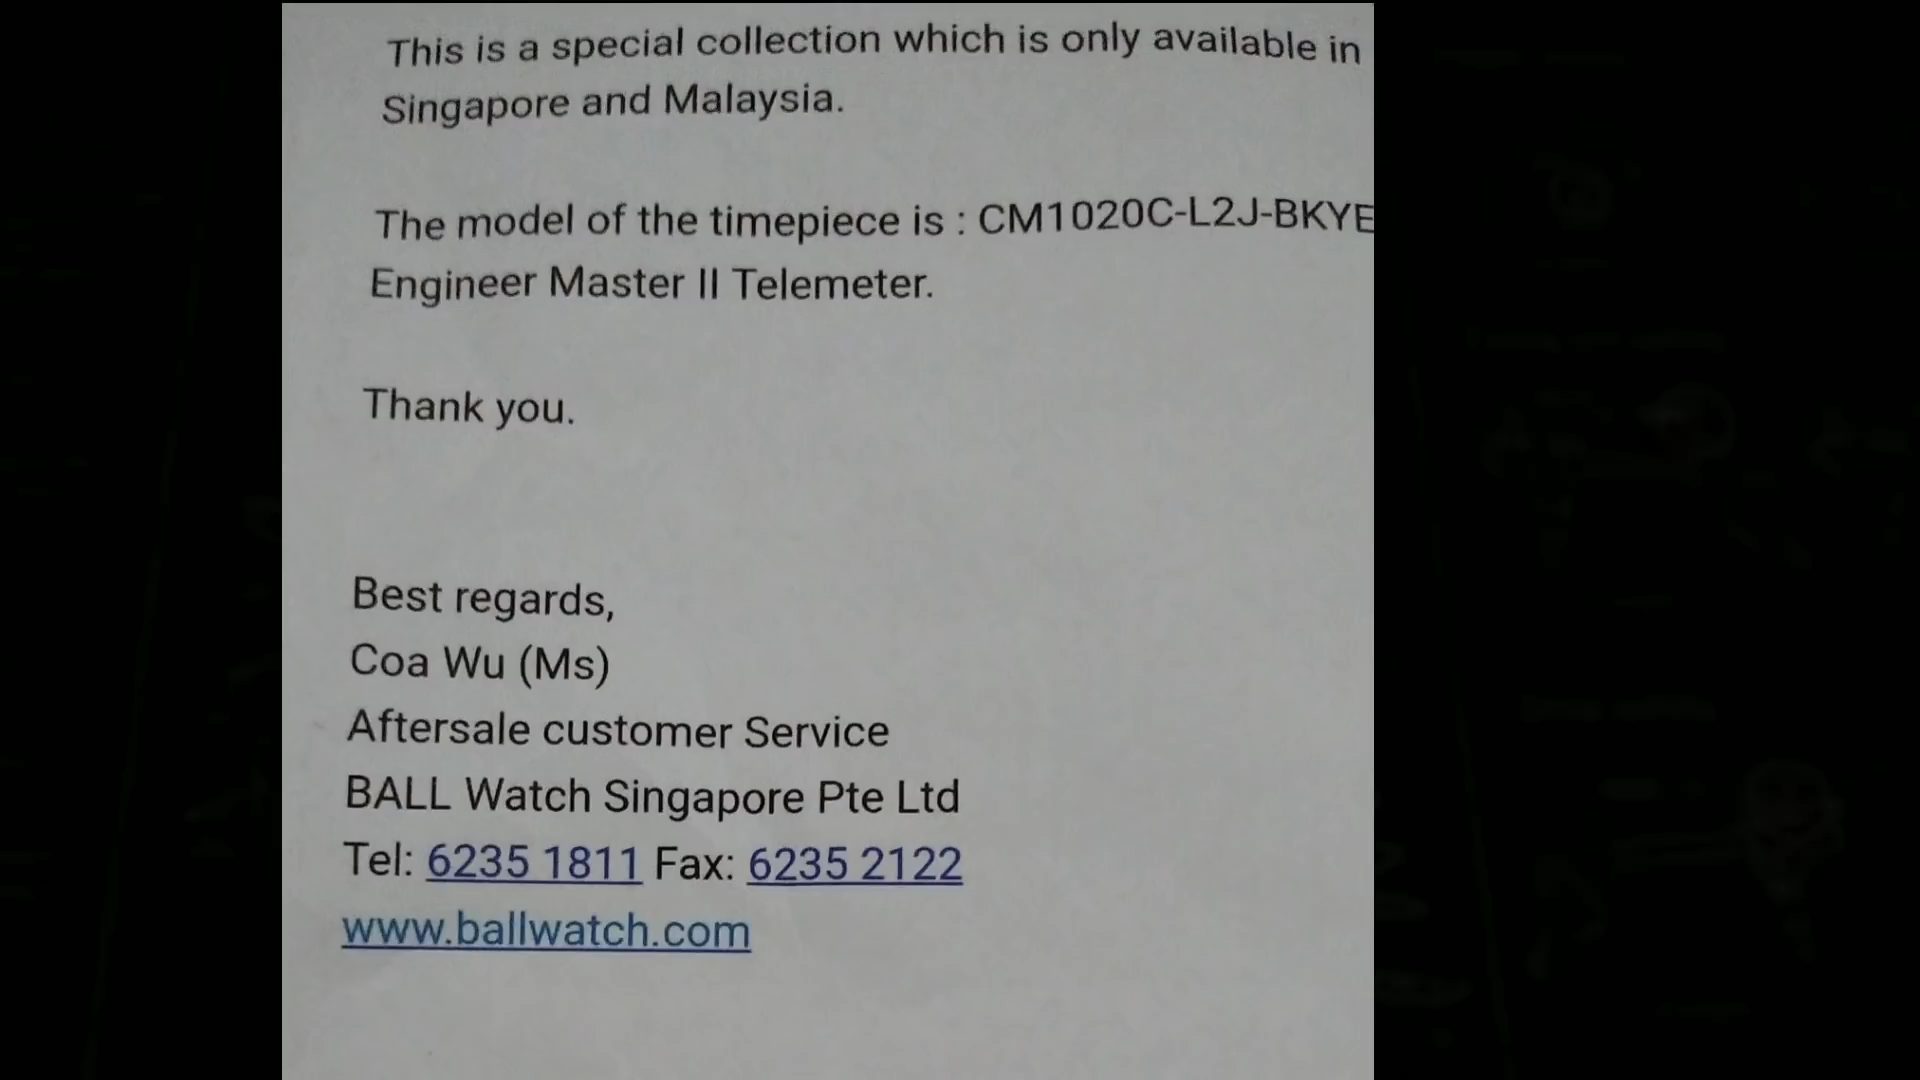 This is a special collection which is only available in
Singapore and Malaysia.
The model of the timepiece is : CM1020C-L2J-BKYE
Engineer Master II Telemeter.
Thank you.
Best regards,
Coa Wu (Ms)
Aftersale customer Service
BALL Watch Singapore Pte Ltd
Tel: 6235 1811 Fax: 6235 2122
www.ballwatch.com